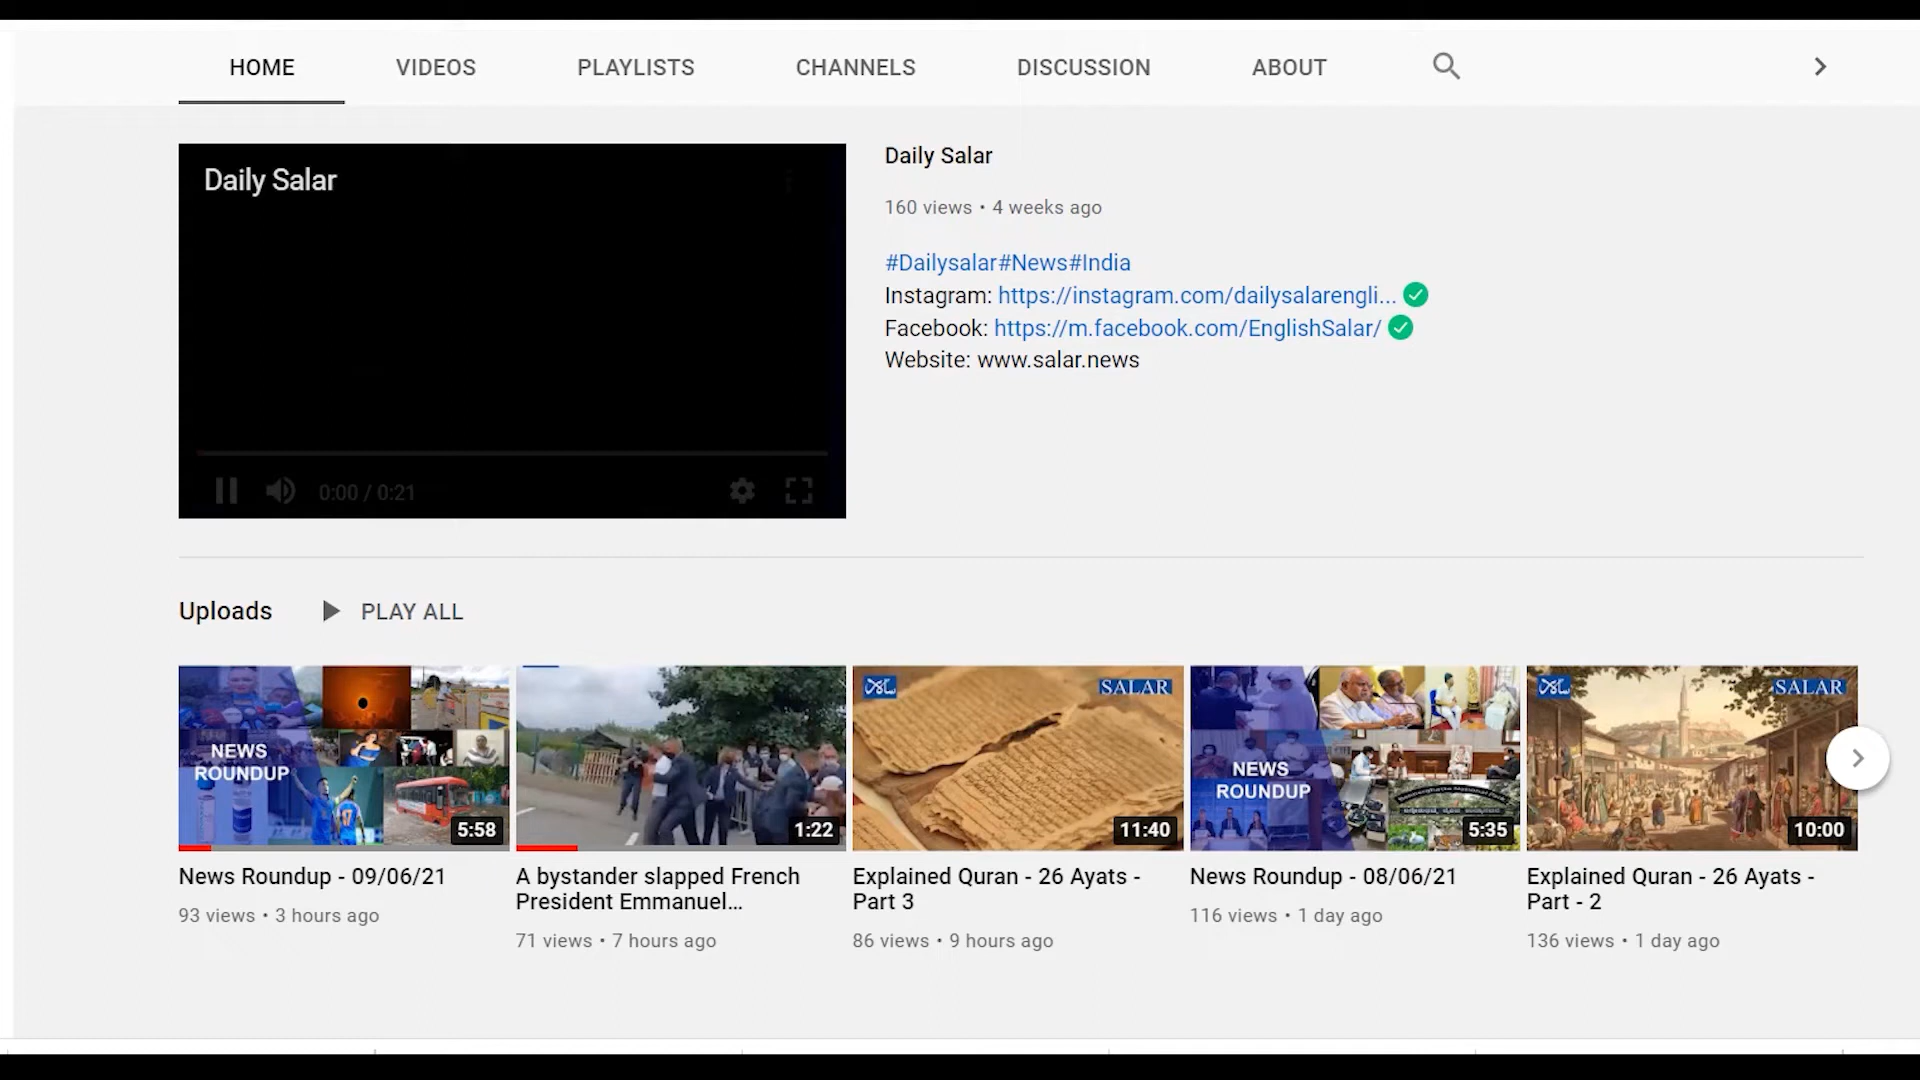 HOME VIDEOS PLAYLISTS CHANNELS DISCUSSION ABOUT
Daily Salar
0:00 / 0:21
Daily Salar
160 views • 4 weeks ago
#Dailysalar#News#India
Instagram: https://instagram.com/dailysalarengli...
Facebook: https://m.facebook.com/EnglishSalar/
Website: www.salar.news
Uploads PLAY ALL
NEWS
ROUNDUP
5:58
News Roundup - 09/06/21
93 views • 3 hours ago
1:22
A bystander slapped French
President Emmanuel...
71 views • 7 hours ago
سالار
SALAR
11:40
Explained Quran - 26 Ayats -
Part 3
86 views • 9 hours ago
NEWS
ROUNDUP
5:35
News Roundup - 08/06/21
116 views • 1 day ago
سالار
SALAR
10:00
Explained Quran - 26 Ayats -
Part - 2
136 views • 1 day ago